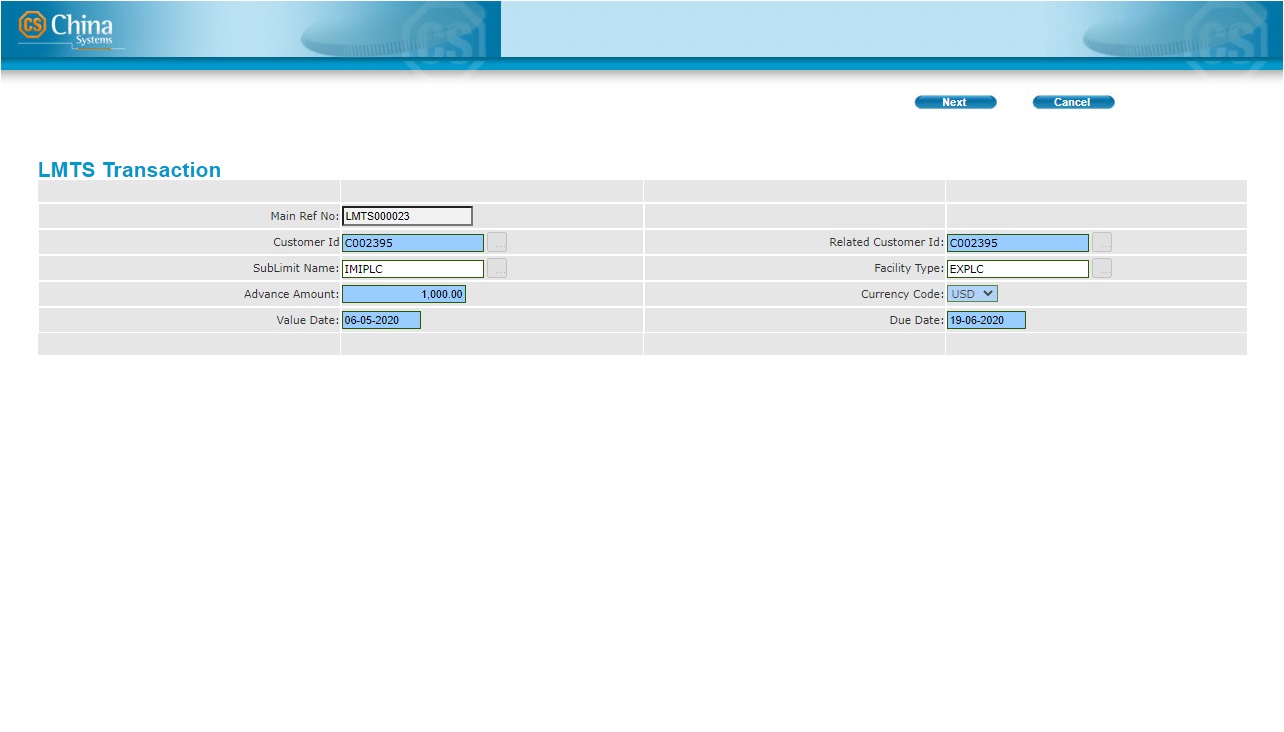 CS China
Systems
CSI
CSI
Next Cancel
LMTS Transaction
Main Ref No: LMTS000023
Customer Id C002395 ... Related Customer Id: C002395 ...
SubLimit Name: IMIPLC ... Facility Type: EXPLC ...
Advance Amount: 1,000.00 Currency Code: USD
Value Date: 06-05-2020 Due Date: 19-06-2020